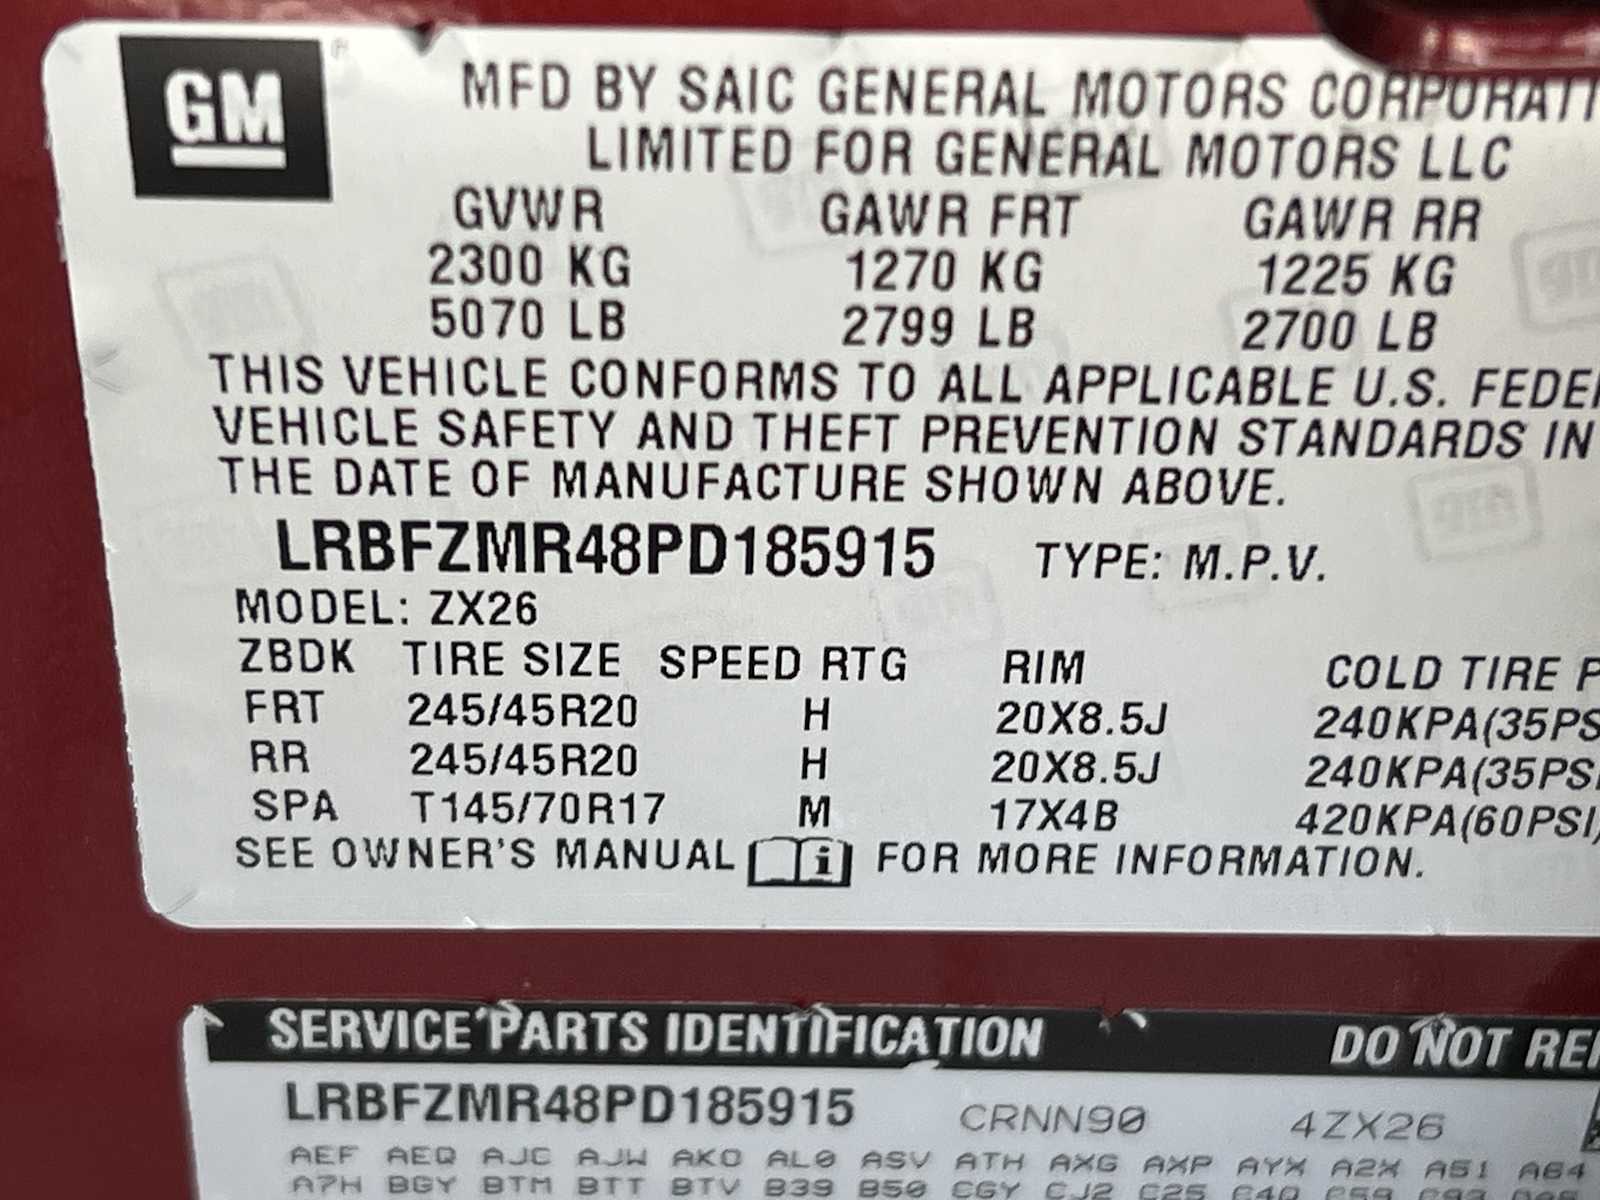 GM
MFD BY SAIC GENERAL MOTORS CORPORATI
LIMITED FOR GENERAL MOTORS LLC
GVWR GAWR FRT GAWR RR
2300 KG 1270 KG 1225 KG
5070 LB 2799 LB 2700 LB
THIS VEHICLE CONFORMS TO ALL APPLICABLE U.S. FEDE
VEHICLE SAFETY AND THEFT PREVENTION STANDARDS IN
THE DATE OF MANUFACTURE SHOWN ABOVE.
LRBFZMR48PD185915 TYPE: M.P.V.
MODEL: ZX26
ZBDK TIRE SIZE SPEED RTG RIM COLD TIRE P
FRT 245/45R20 H 20X8.5J 240KPA(35PS
RR 245/45R20 H 20X8.5J 240KPA(35PSI
SPA T145/70R17 M 17X4B 420KPA(60PSI)
SEE OWNER'S MANUAL i FOR MORE INFORMATION.
SERVICE PARTS IDENTIFICATION DO NOT RE
LRBFZMR48PD185915 CRNN90 4ZX26
AEF AEQ AJC AJW AKO AL0 ASV ATH AXG AXP AYX A2X A51 A64
A7H BGY BTM BTT BTV B39 B50 CGY CJ2 C25